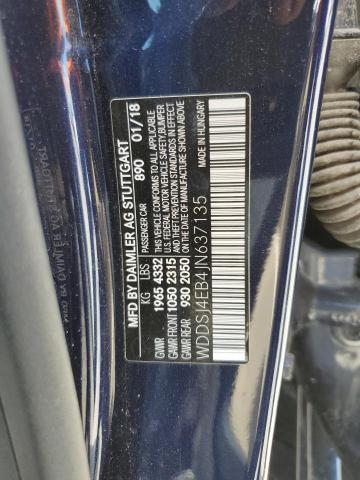 MFD BY DAIMLER AG STUTTGART
PASSENGER CAR 890 01/18
KG LBS
GVWR 1965 4332
GWWR FRONT 1050 2315
GAWR REAR 930 2050
THIS VEHICLE CONFORMS TO ALL APPLICABLE
U.S. FEDERAL MOTOR VEHICLE SAFETY, BUMPER
AND THEFT PREVENTION STANDARDS IN EFFECT
ON THE DATE OF MANUFACTURE SHOWN ABOVE
MADE IN HUNGARY
WDDSJ4EB4JN637135